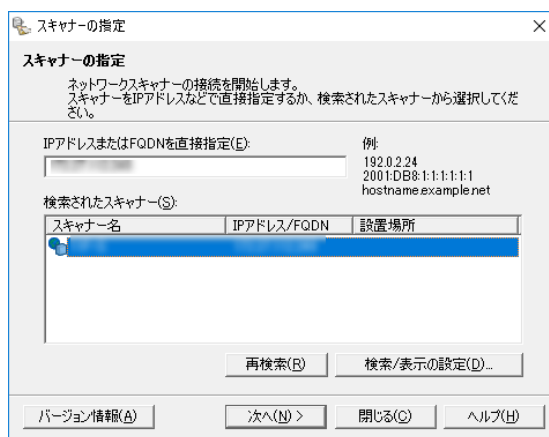 スキャナーの指定
スキャナーの指定
ネットワークスキャナーの接続を開始します。
スキャナーをIPアドレスなどで直接指定するか、検索されたスキャナーから選択してくだ
さい。
IPアドレスまたはFQDNを直接指定(E):
例:
192.0.2.24
2001:DB8:1:1:1:1:1:1
hostname.example.net
検索されたスキャナー(S):
スキャナー名 IPアドレス/FQDN 設置場所
再検索(R) 検索/表示の設定(D)...
バージョン情報(A) 次へ(N) > 閉じる(C) ヘルプ(H)